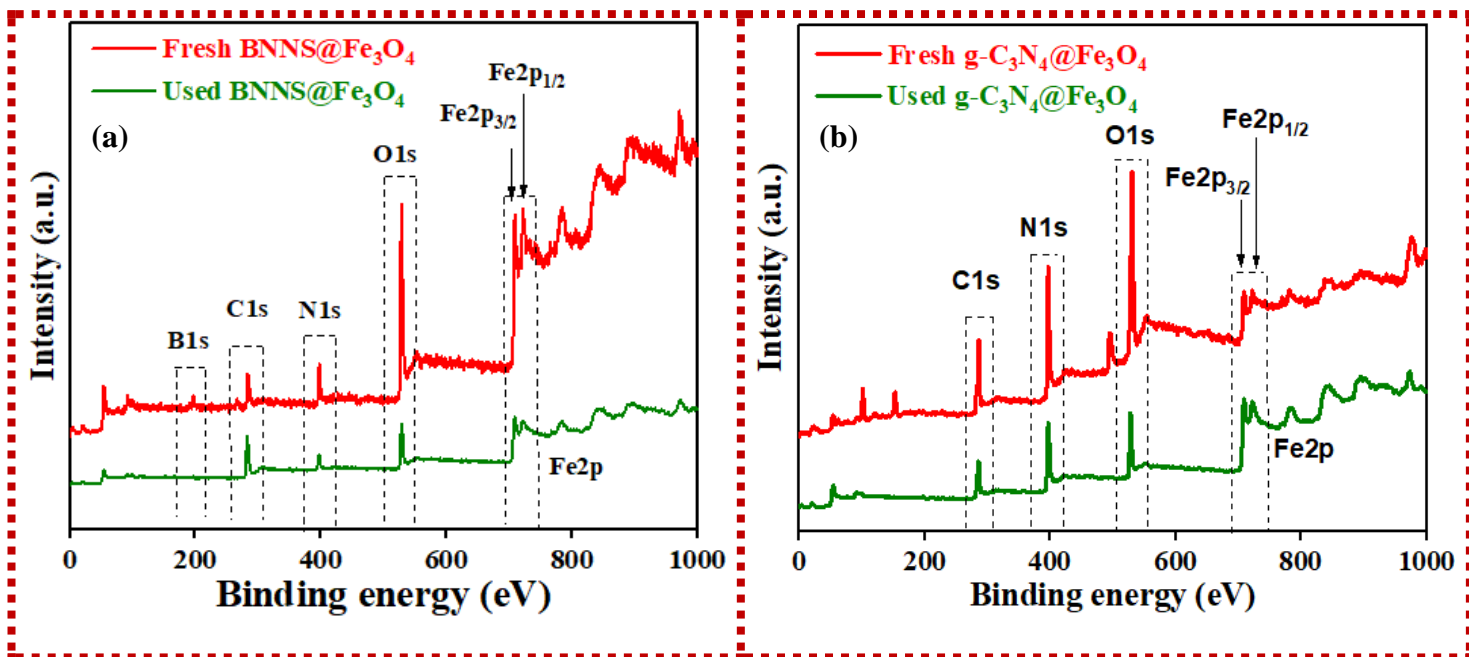 Fresh BNNS@Fe₃O₄
Used BNNS@Fe₃O₄
(a)
Fe2p₁/₂
Fe2p₃/₂
O1s
N1s
C1s
B1s
Fe2p
Intensity (a.u.)
0 200 400 600 800 1000
Binding energy (eV)
Fresh g-C₃N₄@Fe₃O₄
Used g-C₃N₄@Fe₃O₄
(b)
O1s
Fe2p₁/₂
Fe2p₃/₂
N1s
C1s
Fe2p
Intensity (a.u.)
0 200 400 600 800 1000
Binding energy (eV)